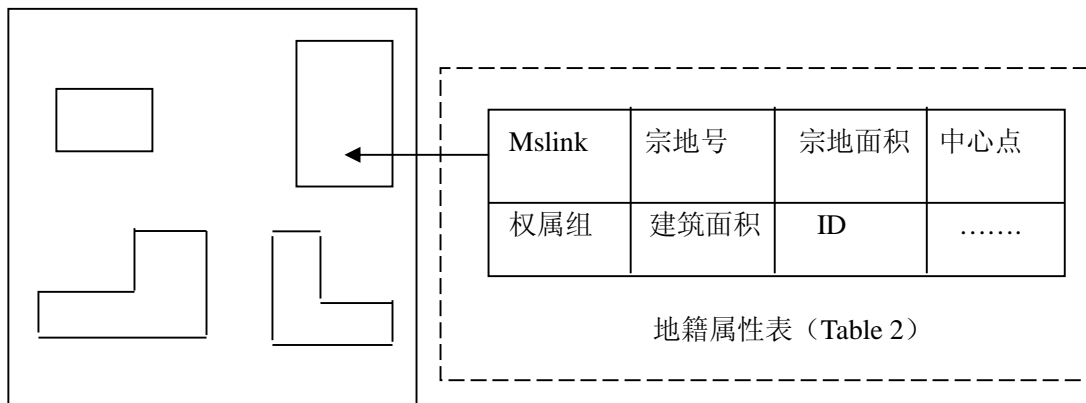 Mslink 宗地号 宗地面积 中心点
权属组 建筑面积 ID …….
地籍属性表（Table 2）